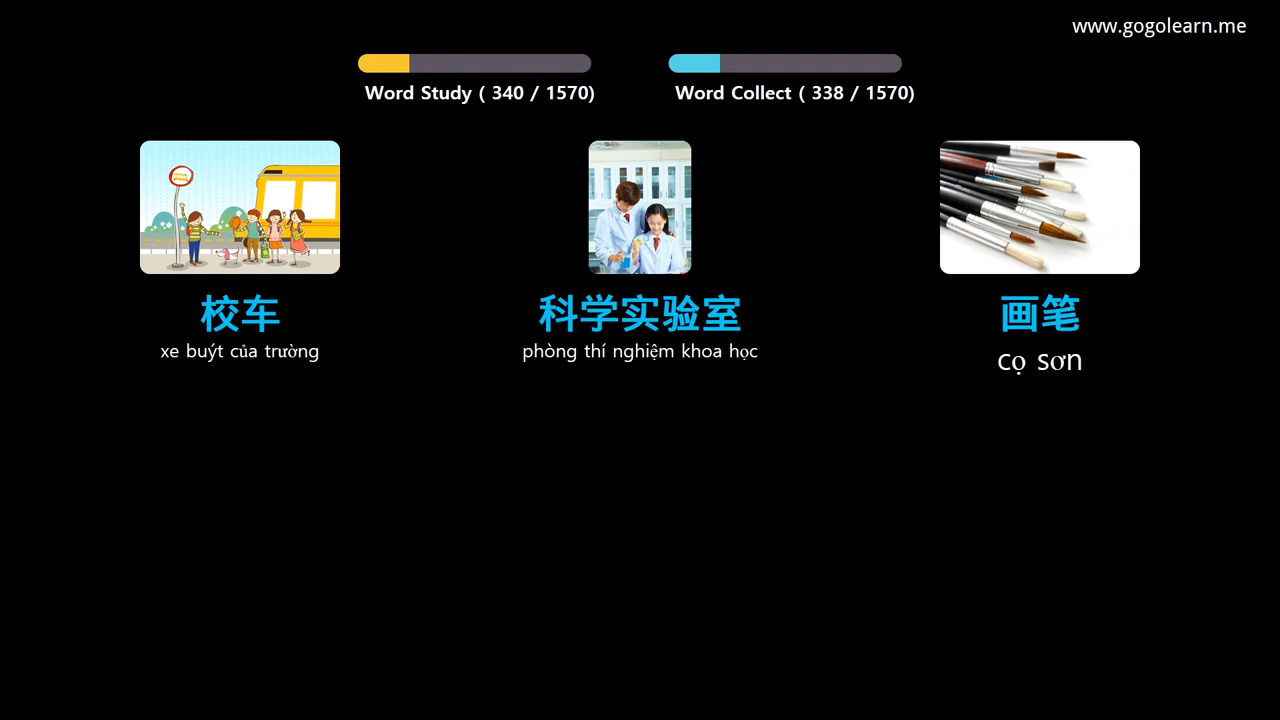 www.gogolearn.me
Word Study ( 340 / 1570)
Word Collect ( 338 / 1570)
校车
科学实验室
画笔
xe buýt của trường
phòng thí nghiệm khoa học
cọ sơn